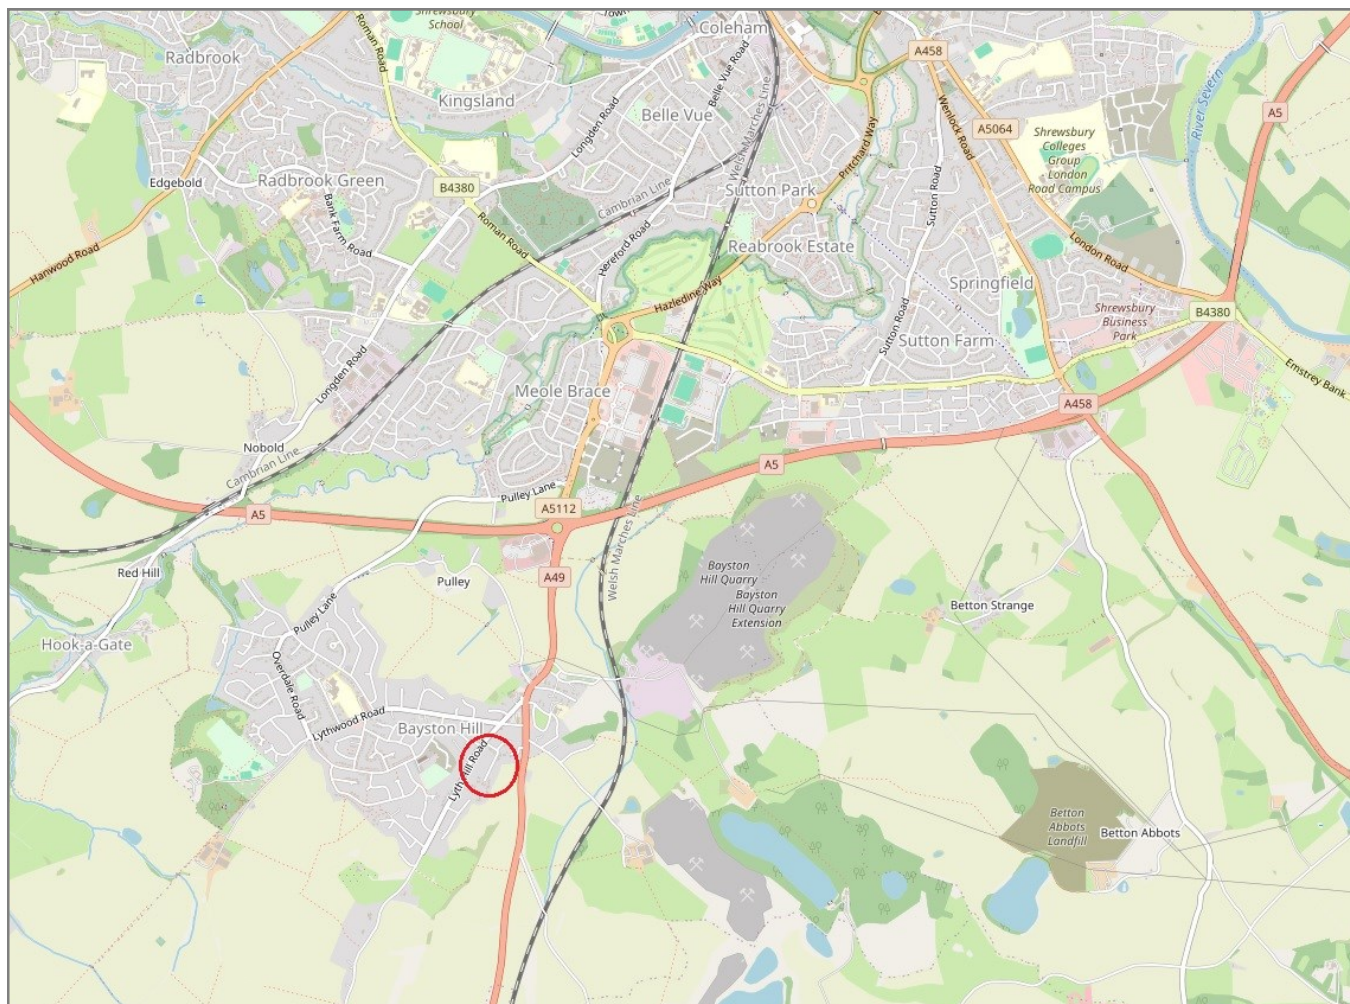 Shrewsbury
School
Town
Coleham
Radbrook
Roman Road
A458
A5
Kingsland
Belle Vue Road
Belle Vue
Longden Road
Welsh Marches Line
Wenlock Road
A5064
River Severn
Shrewsbury
Colleges
Group
London
Road Campus
Pritchard Way
Edgebold
Radbrook Green
B4380
Cambrian Line
Sutton Park
Sutton Road
Bank Farm Road
Roman Road
Hereford Road
Reabrook Estate
London Road
Hanwood Road
Hazledine Way
Springfield
Shrewsbury
Business
Park
B4380
Sutton Road
Sutton Farm
Emstrey Bank
Longden Road
Meole Brace
A458
Nobold
Cambrian Line
A5
Pulley Lane
A5112
A5
Welsh Marches Line
Red Hill
Pulley
A49
Bayston
Hill Quarry
Bayston
Hill Quarry
Extension
Betton Strange
Pulley Lane
Hook-a-Gate
Overdale Road
Lythwood Road
Bayston Hill
Lyth Hill Road
Betton
Abbots
Landfill
Betton Abbots